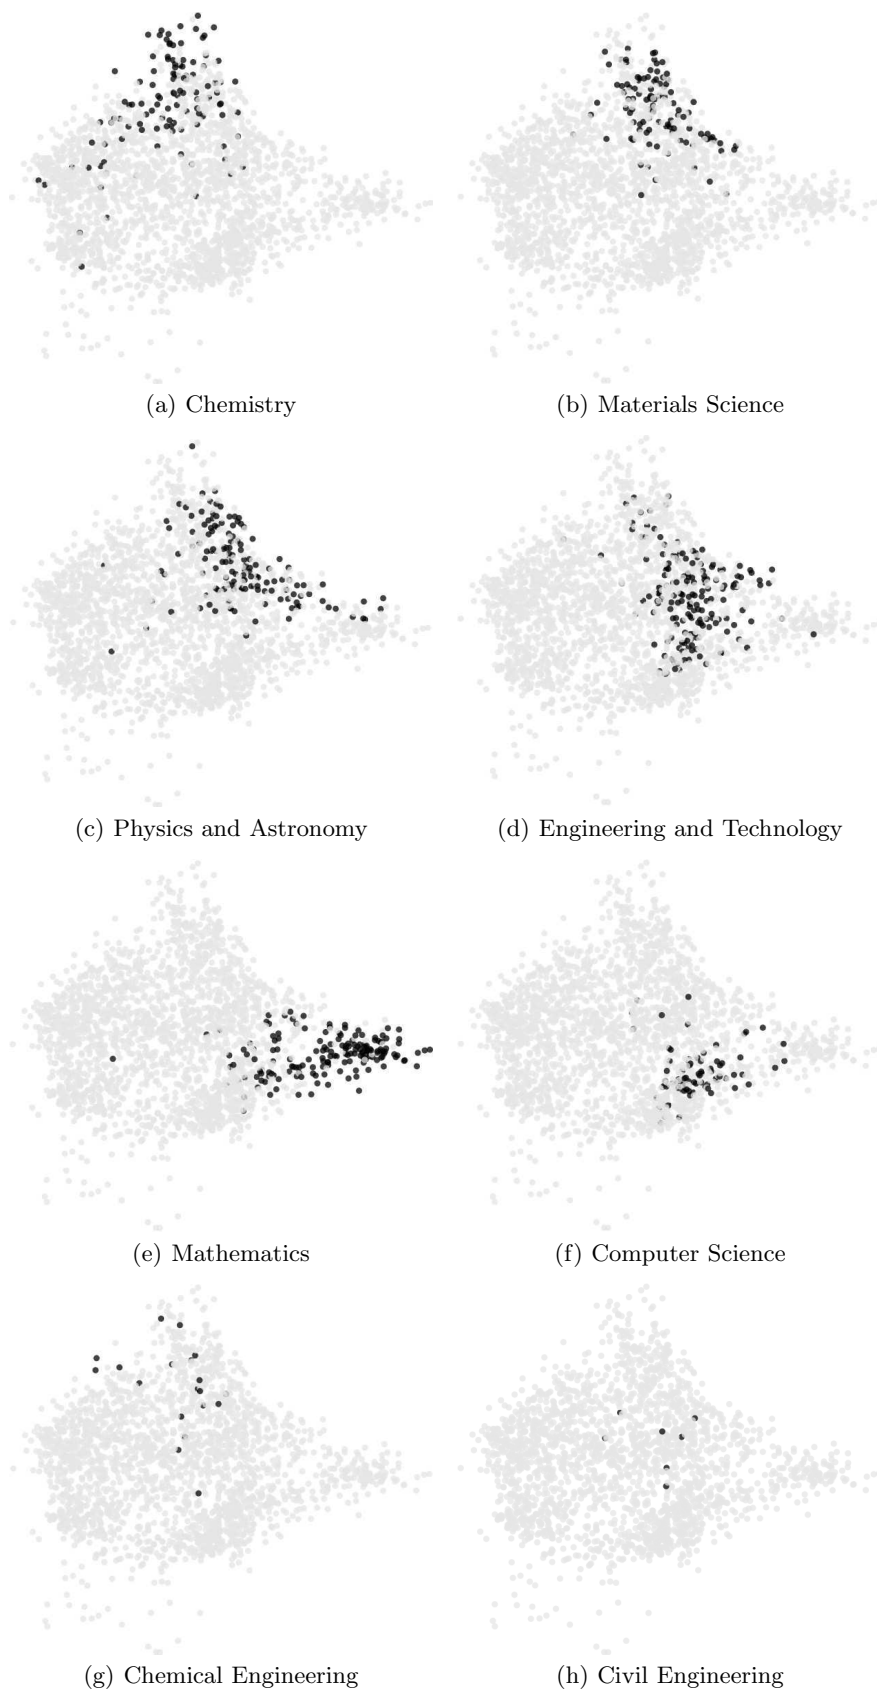 (a) Chemistry
(b) Materials Science
(c) Physics and Astronomy
(d) Engineering and Technology
(e) Mathematics
(f) Computer Science
(g) Chemical Engineering
(h) Civil Engineering